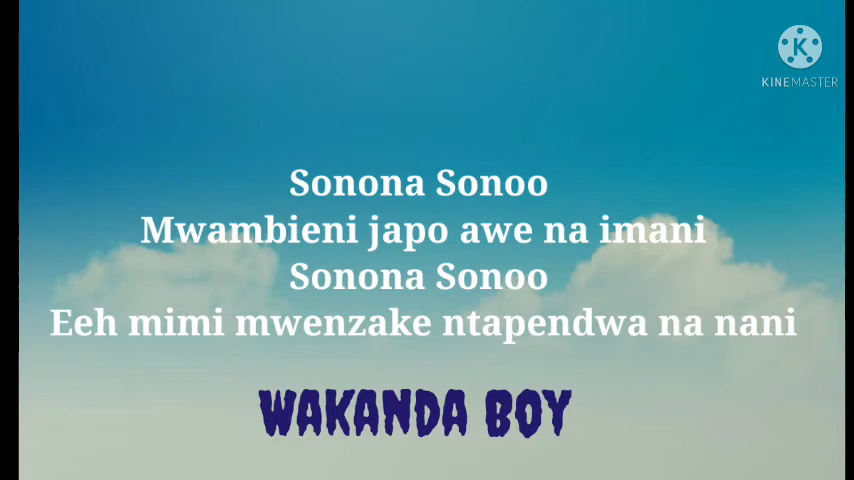 K
KINEMASTER
Sonona Sonoo
Mwambieni japo awe na imani
Sonona Sonoo
Eeh mimi mwenzake ntapendwa na nani
WAKANDA BOY